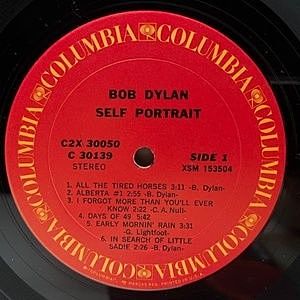 COLUMBIA COLUMBIA COLUMBIA COLUMBIA COLUMBIA COLUMBIA
BOB DYLAN
SELF PORTRAIT
C2X 30050
C 30139
STEREO
SIDE 1
XSM 153504
1. ALL THE TIRED HORSES 3:11 -B. Dylan-
2. ALBERTA #1 2:55 -B. Dylan-
3. I FORGOT MORE THAN YOU'LL EVER
KNOW 2:22 -C. A. Null-
4. DAYS OF 49 5:42
5. EARLY MORNIN' RAIN 3:31
-G. Lightfoot-
6. IN SEARCH OF LITTLE
SADIE 2:26 -B. Dylan-